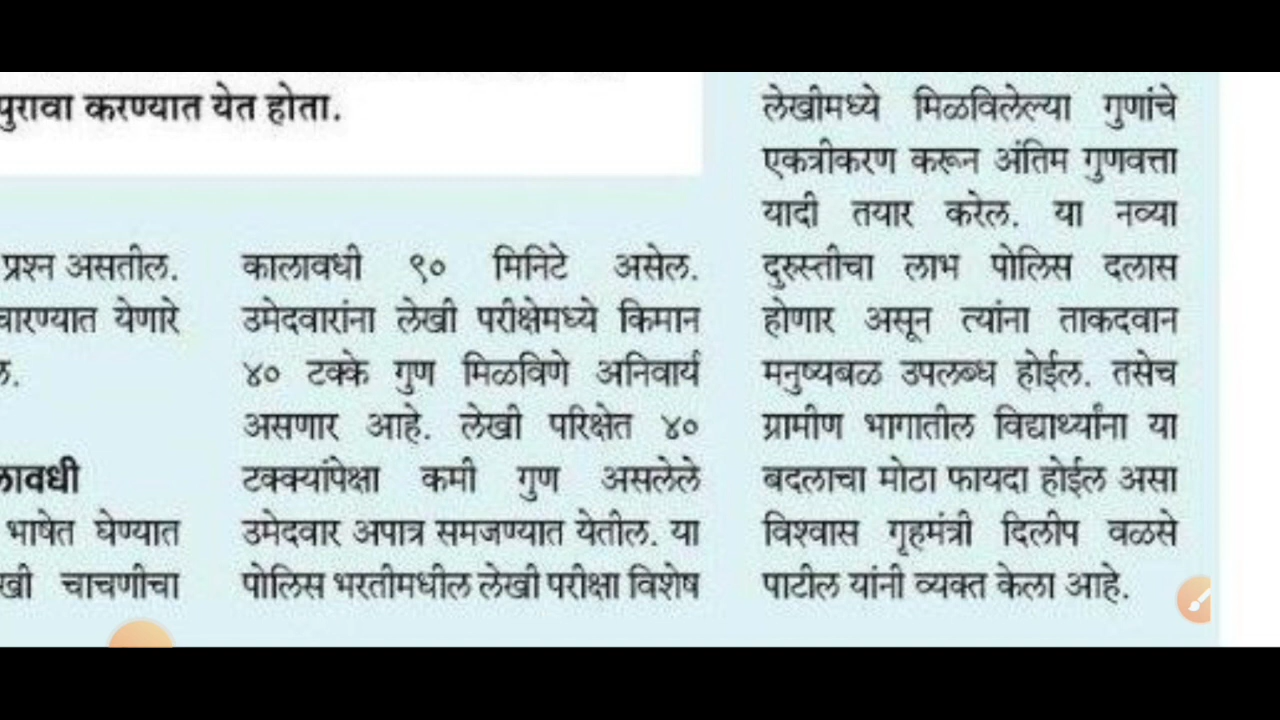 पुरावा करण्यात येत होता.
प्रश्न असतील.
येणारे
भाषेत घेण्यात
चाचणीचा
कालावधी ९० मिनिटे असेल.
उमेदवारांना लेखी परीक्षेमध्ये किमान
४० टक्के गुण मिळविणे अनिवार्य
असणार आहे. लेखी परिक्षेत ४०
टक्क्यांपेक्षा कमी गुण असलेले
उमेदवार अपात्र समजण्यात येतील. या
पोलिस भरतीमधील लेखी परीक्षा विशेष
लेखीमध्ये मिळविलेल्या गुणांचे
एकत्रीकरण करून अंतिम गुणवत्ता
यादी तयार करेल. या नव्या
दुरुस्तीचा लाभ पोलिस दलास
होणार असून त्यांना ताकदवान
मनुष्यबळ उपलब्ध होईल. तसेच
ग्रामीण भागातील विद्यार्थ्यांना या
बदलाचा मोठा फायदा होईल असा
विश्वास गृहमंत्री दिलीप वळसे
पाटील यांनी व्यक्त केला आहे.